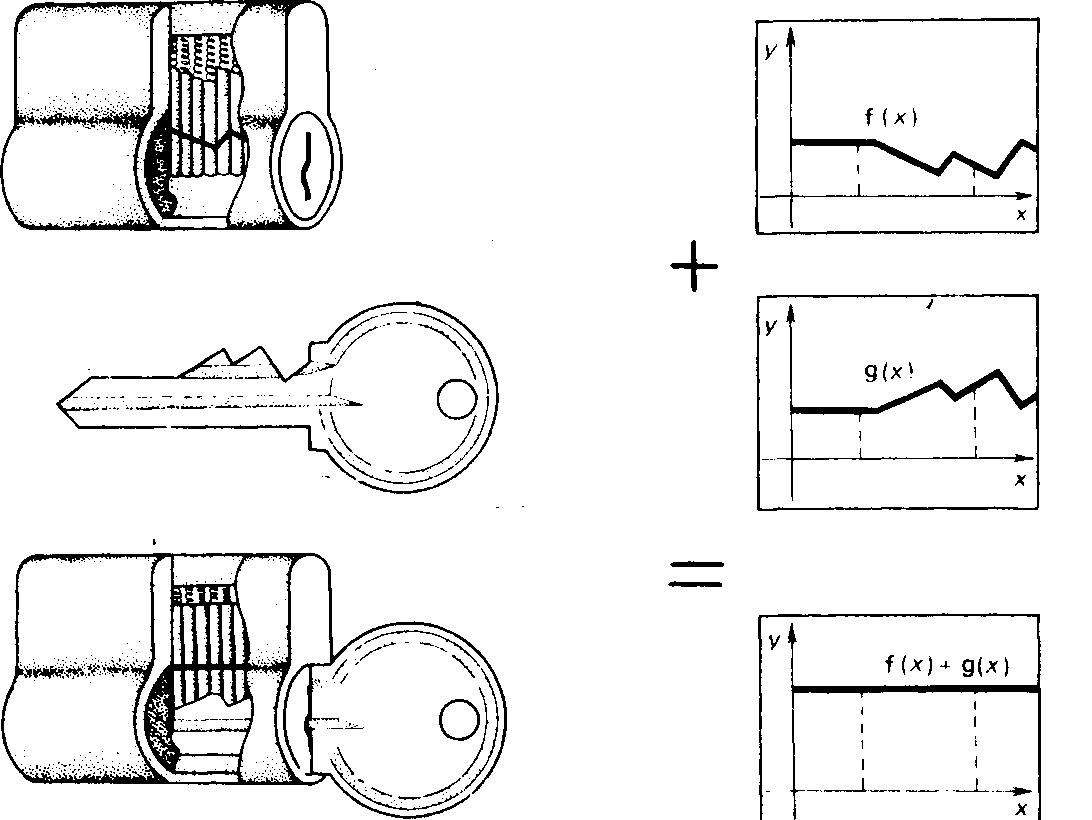 y
f (x)
x
+
y
g(x)
x
=
y
f (x) + g(x)
x